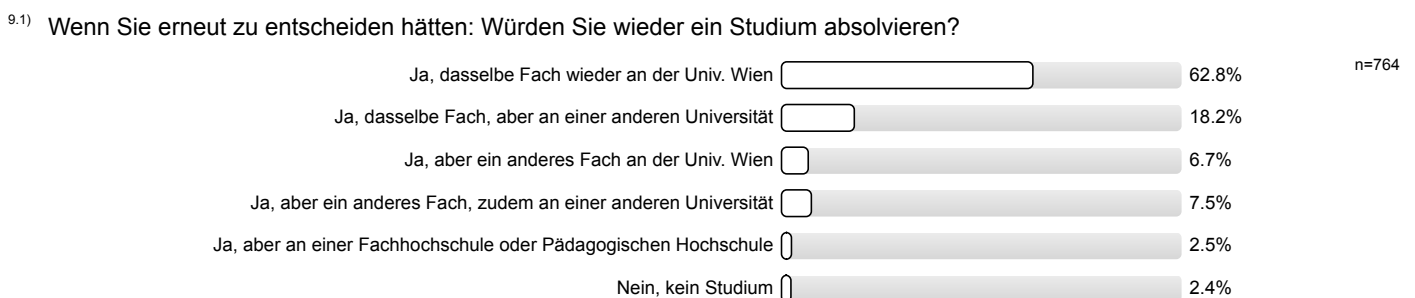 9.1) Wenn Sie erneut zu entscheiden hätten: Würden Sie wieder ein Studium absolvieren?
Ja, dasselbe Fach wieder an der Univ. Wien 62.8% n=764
Ja, dasselbe Fach, aber an einer anderen Universität 18.2%
Ja, aber ein anderes Fach an der Univ. Wien 6.7%
Ja, aber ein anderes Fach, zudem an einer anderen Universität 7.5%
Ja, aber an einer Fachhochschule oder Pädagogischen Hochschule 2.5%
Nein, kein Studium 2.4%